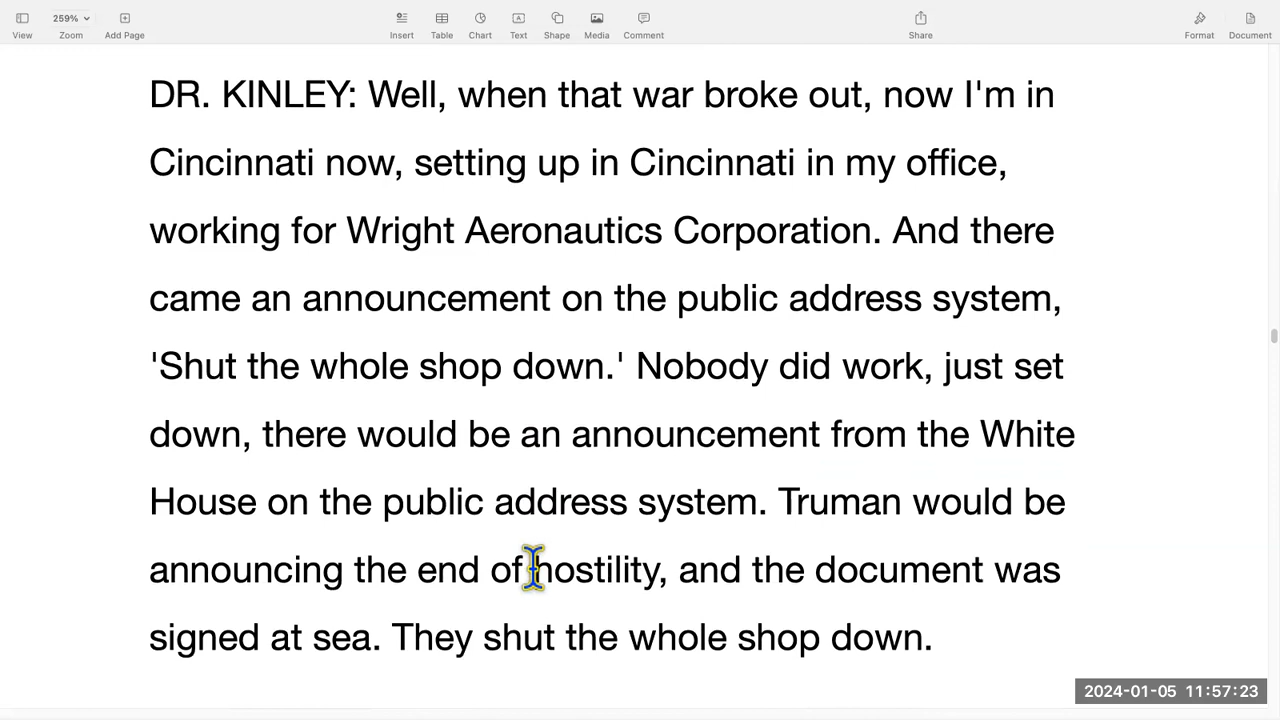 259%
View Zoom Add Page Insert Table Chart Text Shape Media Comment Share Format Document
DR. KINLEY: Well, when that war broke out, now I'm in
Cincinnati now, setting up in Cincinnati in my office,
working for Wright Aeronautics Corporation. And there
came an announcement on the public address system,
'Shut the whole shop down.' Nobody did work, just set
down, there would be an announcement from the White
House on the public address system. Truman would be
announcing the end of hostility, and the document was
signed at sea. They shut the whole shop down.
2024-01-05 11:57:23